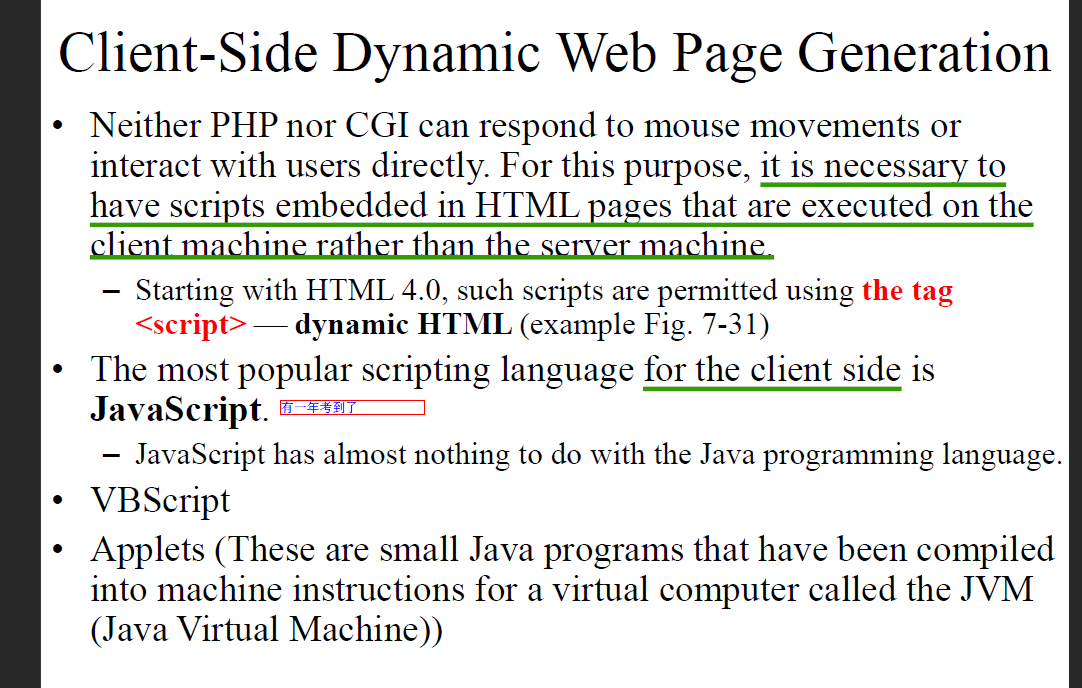 Client-Side Dynamic Web Page Generation
• Neither PHP nor CGI can respond to mouse movements or
interact with users directly. For this purpose, it is necessary to
have scripts embedded in HTML pages that are executed on the
client machine rather than the server machine.
– Starting with HTML 4.0, such scripts are permitted using the tag
<script> — dynamic HTML (example Fig. 7-31)
• The most popular scripting language for the client side is
JavaScript. 有一年考到了
– JavaScript has almost nothing to do with the Java programming language.
• VBScript
• Applets (These are small Java programs that have been compiled
into machine instructions for a virtual computer called the JVM
(Java Virtual Machine))